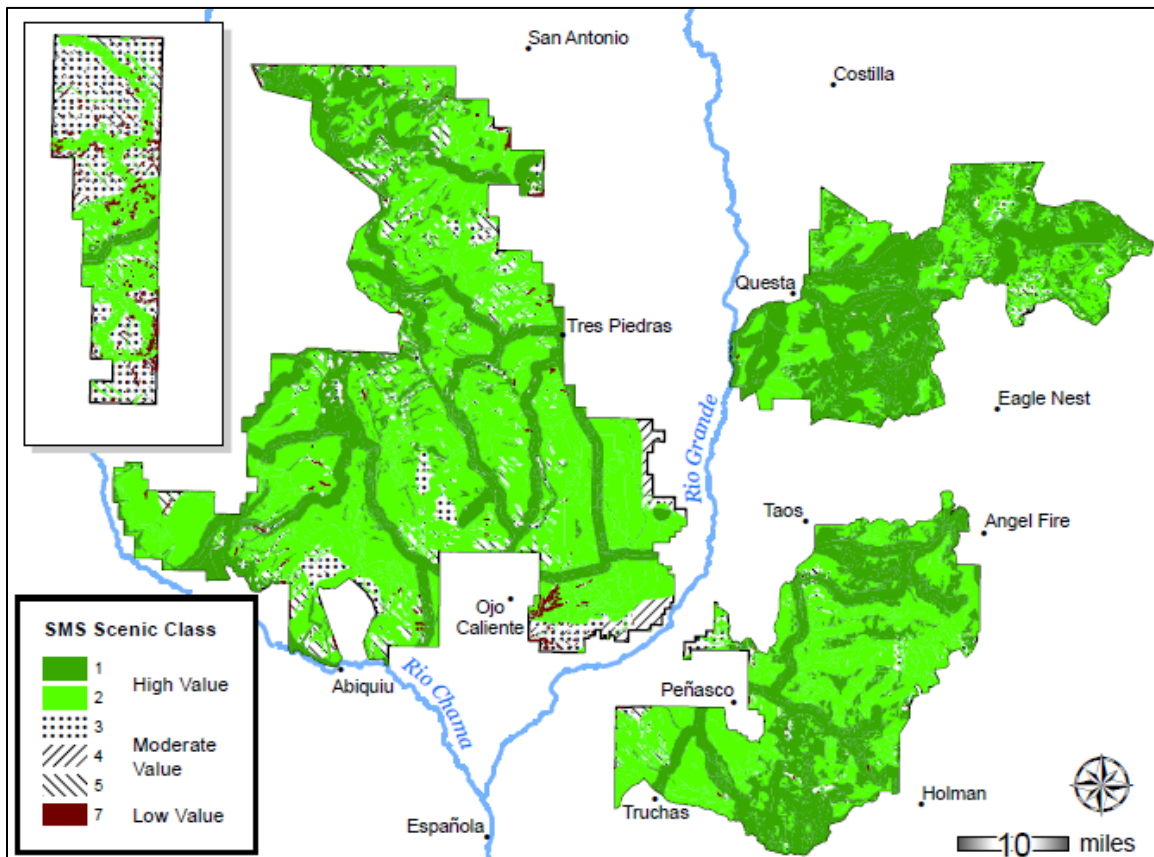 San Antonio
Costilla
Questa
Tres Piedras
Eagle Nest
Rio Grande
Taos
Angel Fire
Ojo
Caliente
Abiquiu
Rio Chama
Peñasco
Truchas
Holman
Española
SMS Scenic Class
1
High Value
2
3
4
Moderate
Value
5
7
Low Value
10 miles